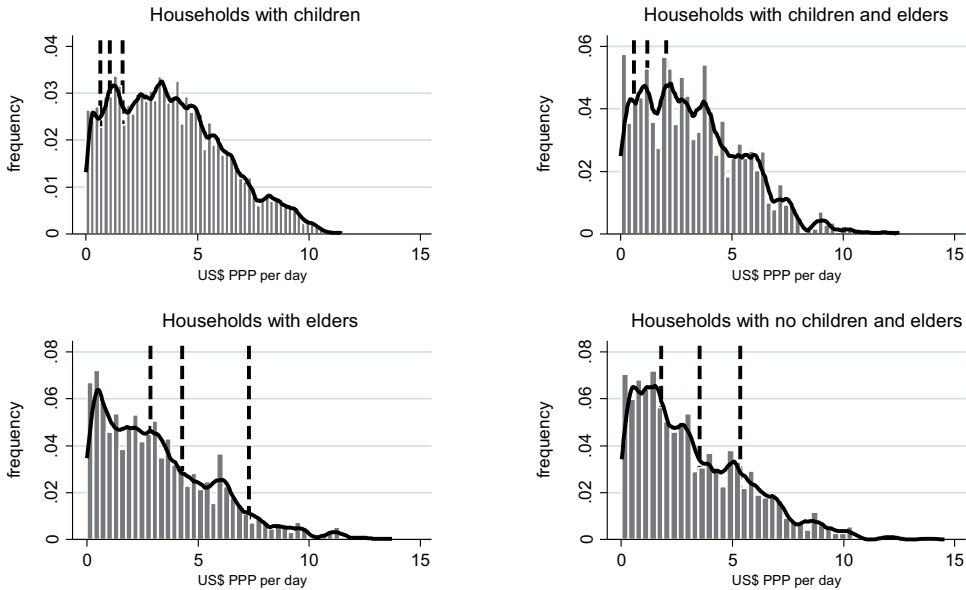 Households with children
frequency
.04
.03
.02
.01
0
0 5 10 15
US$ PPP per day
Households with children and elders
frequency
.06
.04
.02
0
0 5 10 15
US$ PPP per day
Households with elders
frequency
.08
.06
.04
.02
0
0 5 10 15
US$ PPP per day
Households with no children and elders
frequency
.08
.06
.04
.02
0
0 5 10 15
US$ PPP per day